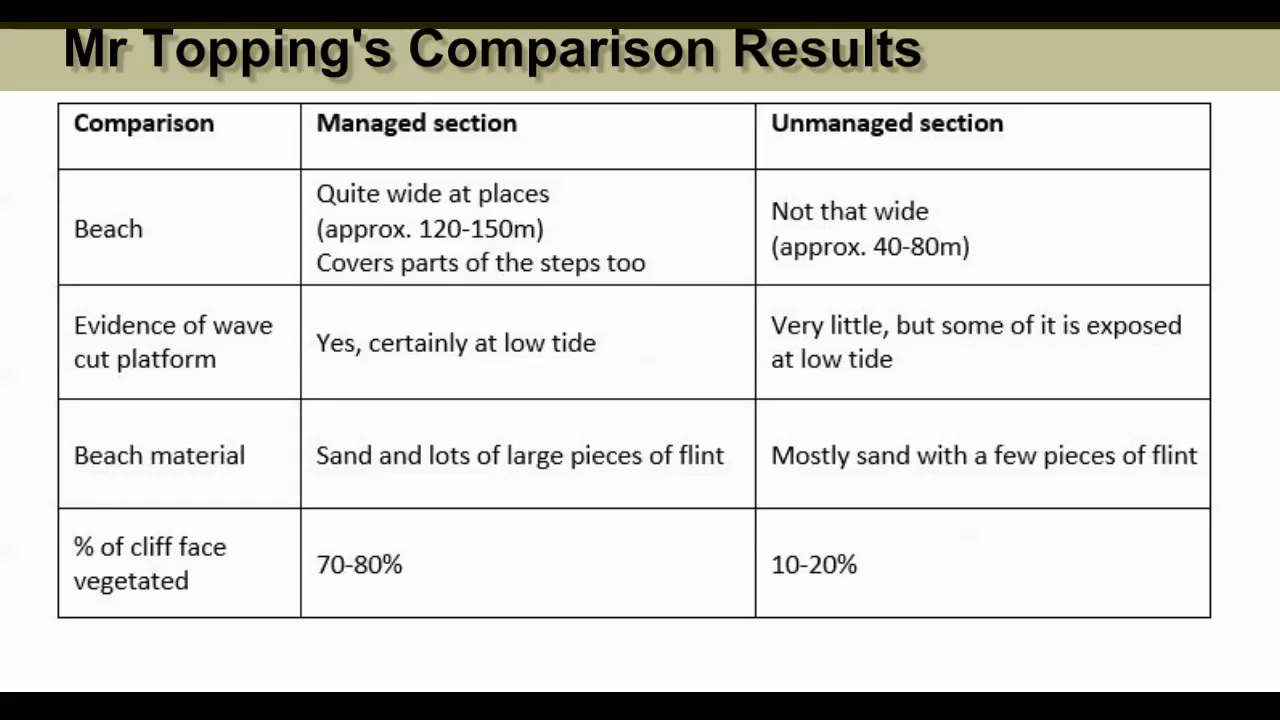 Mr Topping's Comparison Results
Comparison
Managed section
Unmanaged section
Beach
Quite wide at places
(approx. 120-150m)
Covers parts of the steps too
Not that wide
(approx. 40-80m)
Evidence of wave
cut platform
Yes, certainly at low tide
Very little, but some of it is exposed
at low tide
Beach material
Sand and lots of large pieces of flint
Mostly sand with a few pieces of flint
% of cliff face
vegetated
70-80%
10-20%